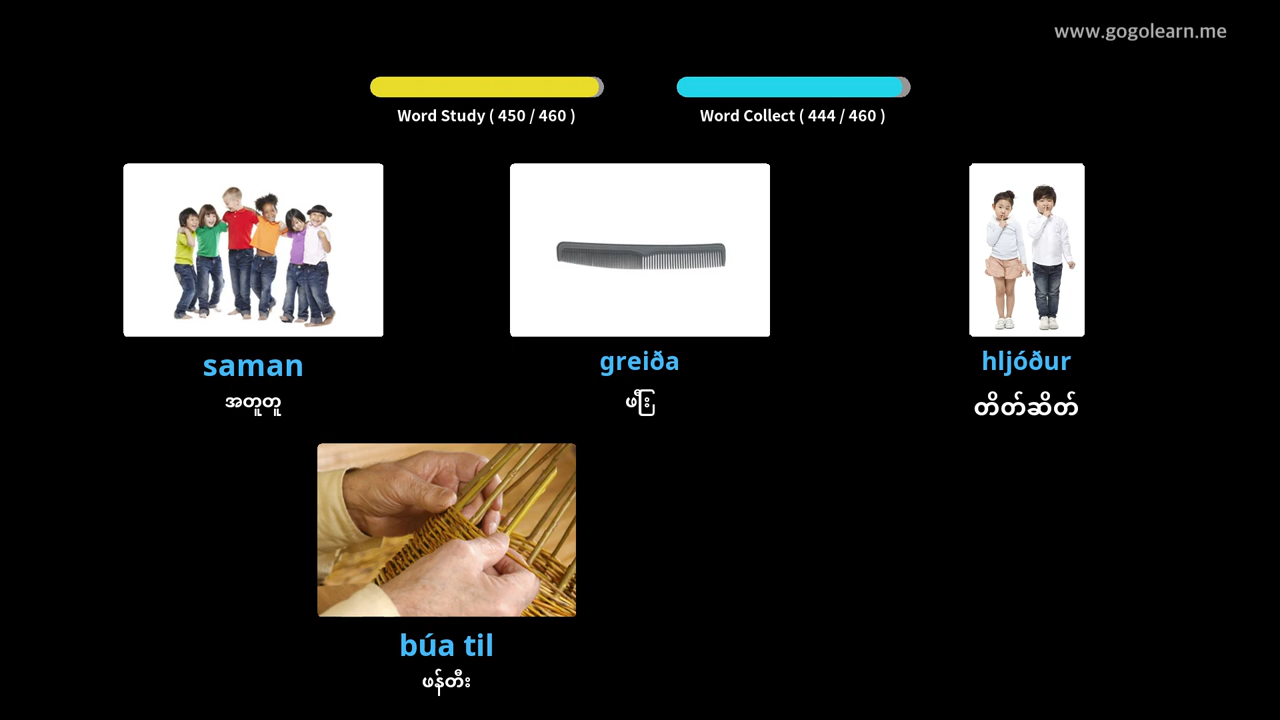 www.gogolearn.me
Word Study ( 450 / 460 )
Word Collect ( 444 / 460 )
saman
greiða
hljóður
အတူတူ
ဖြီး
တိတ်ဆိတ်
búa til
ဖန်တီး